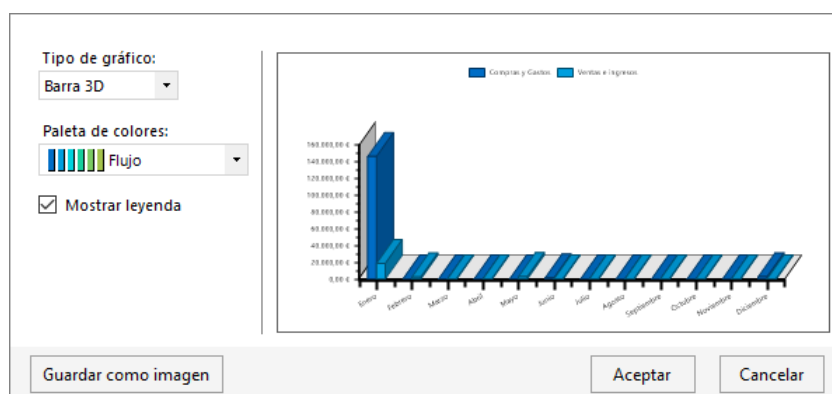 Tipo de gráfico:
Barra 3D
Paleta de colores:
Flujo
Mostrar leyenda
Compras y Gastos Ventas e Ingresos
160.000,00 €
140.000,00 €
120.000,00 €
100.000,00 €
80.000,00 €
60.000,00 €
40.000,00 €
20.000,00 €
0,00 €
Enero Febrero Marzo Abril Mayo Junio Julio Agosto Septiembre Octubre Noviembre Diciembre
Guardar como imagen Aceptar Cancelar